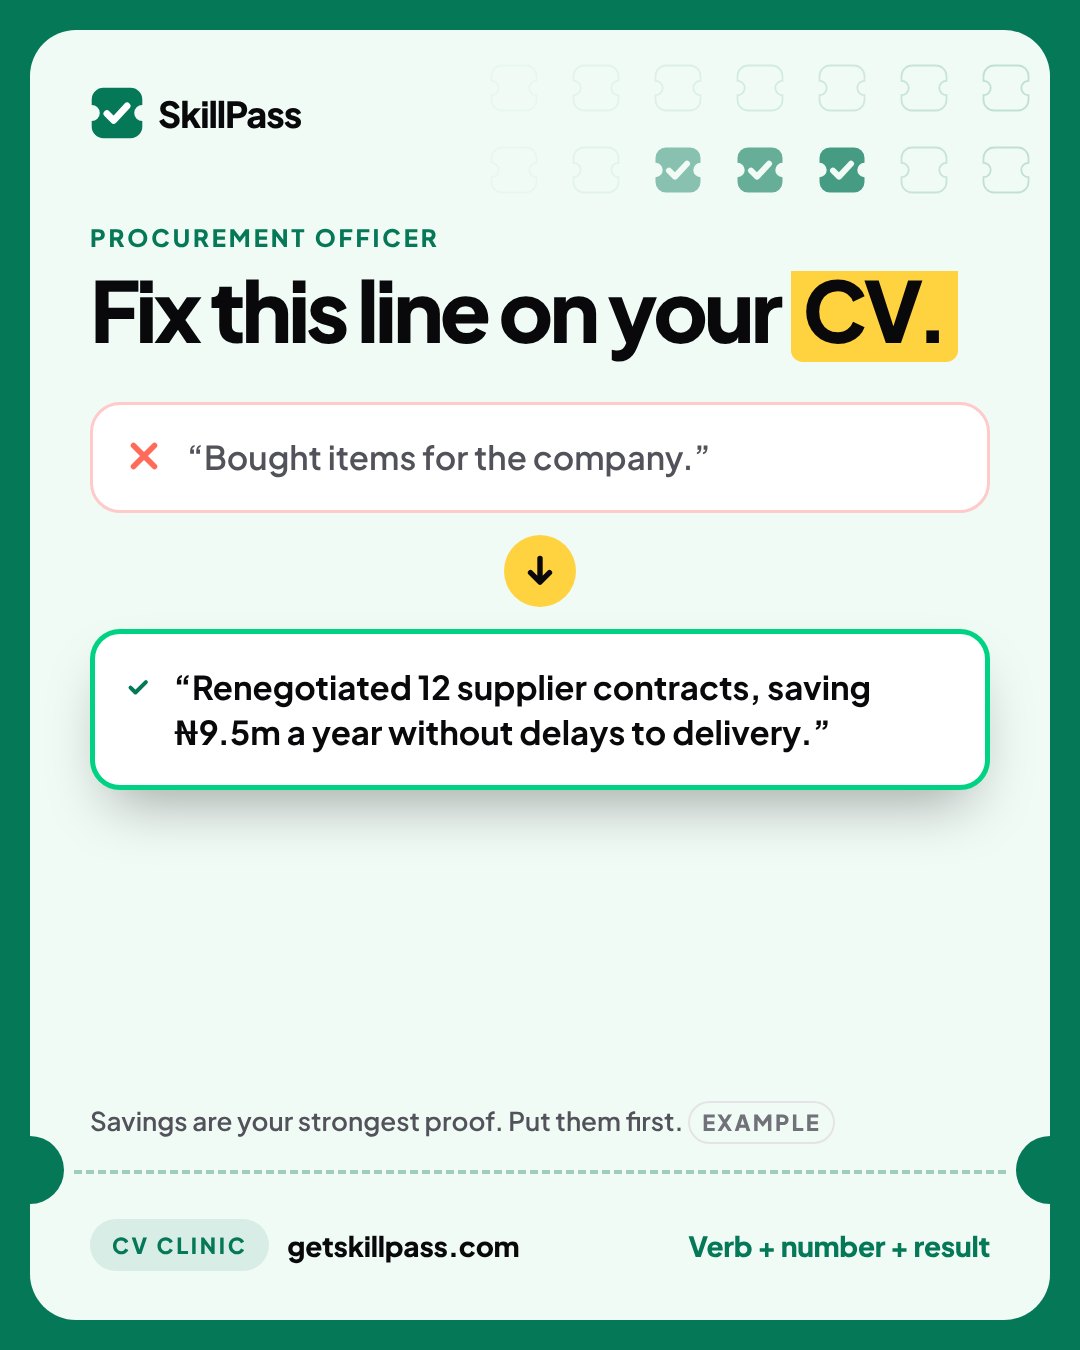 SkillPass
PROCUREMENT OFFICER
Fix this line on your CV.
“Bought items for the company.”
“Renegotiated 12 supplier contracts, saving
₦9.5m a year without delays to delivery.”
Savings are your strongest proof. Put them first. EXAMPLE
CV CLINIC getskillpass.com Verb + number + result